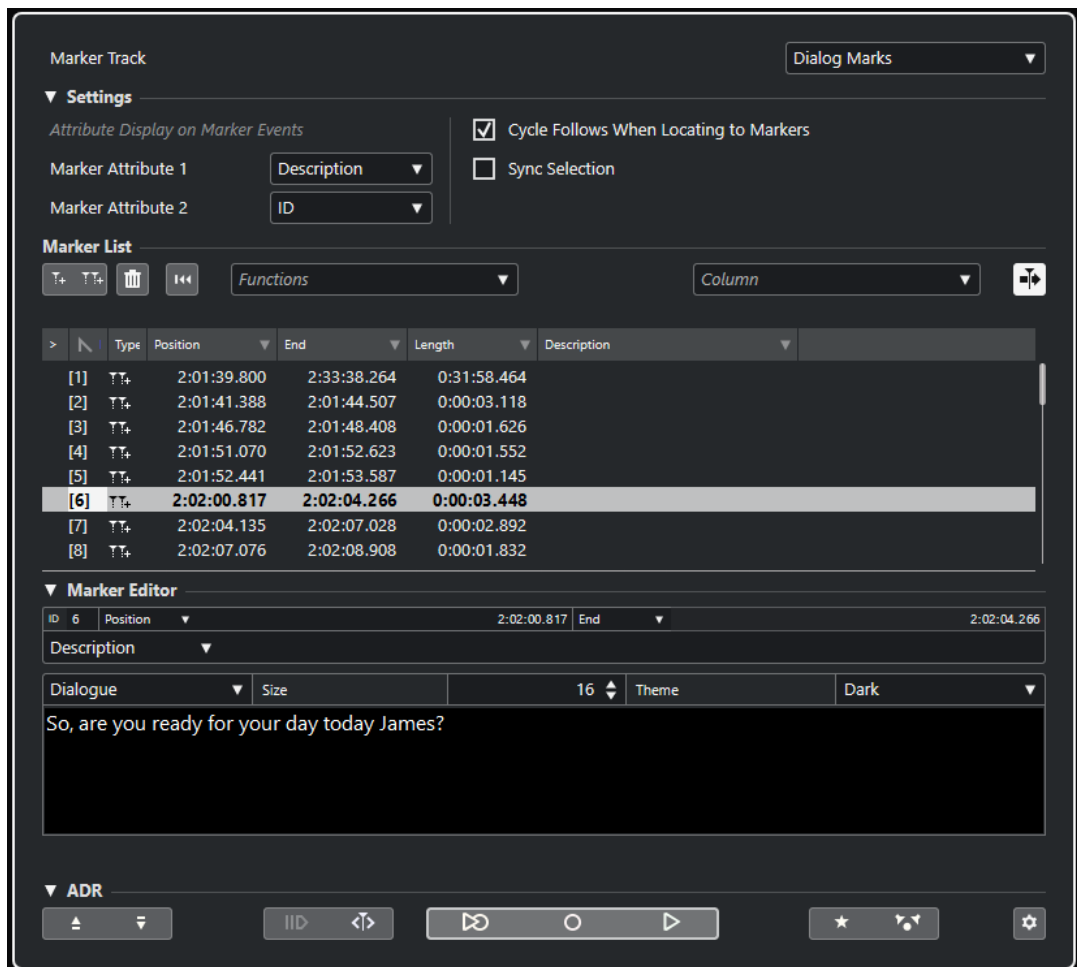 Marker Track Dialog Marks
Settings
Attribute Display on Marker Events Cycle Follows When Locating to Markers
Marker Attribute 1 Description Sync Selection
Marker Attribute 2 ID
Marker List
Functions Column
> Type Position End Length Description
[1] 2:01:39.800 2:33:38.264 0:31:58.464
[2] 2:01:41.388 2:01:44.507 0:00:03.118
[3] 2:01:46.782 2:01:48.408 0:00:01.626
[4] 2:01:51.070 2:01:52.623 0:00:01.552
[5] 2:01:52.441 2:01:53.587 0:00:01.145
[6] 2:02:00.817 2:02:04.266 0:00:03.448
[7] 2:02:04.135 2:02:07.028 0:00:02.892
[8] 2:02:07.076 2:02:08.908 0:00:01.832
Marker Editor
ID 6 Position 2:02:00.817 End 2:02:04.266
Description
Dialogue Size 16 Theme Dark
So, are you ready for your day today James?
ADR